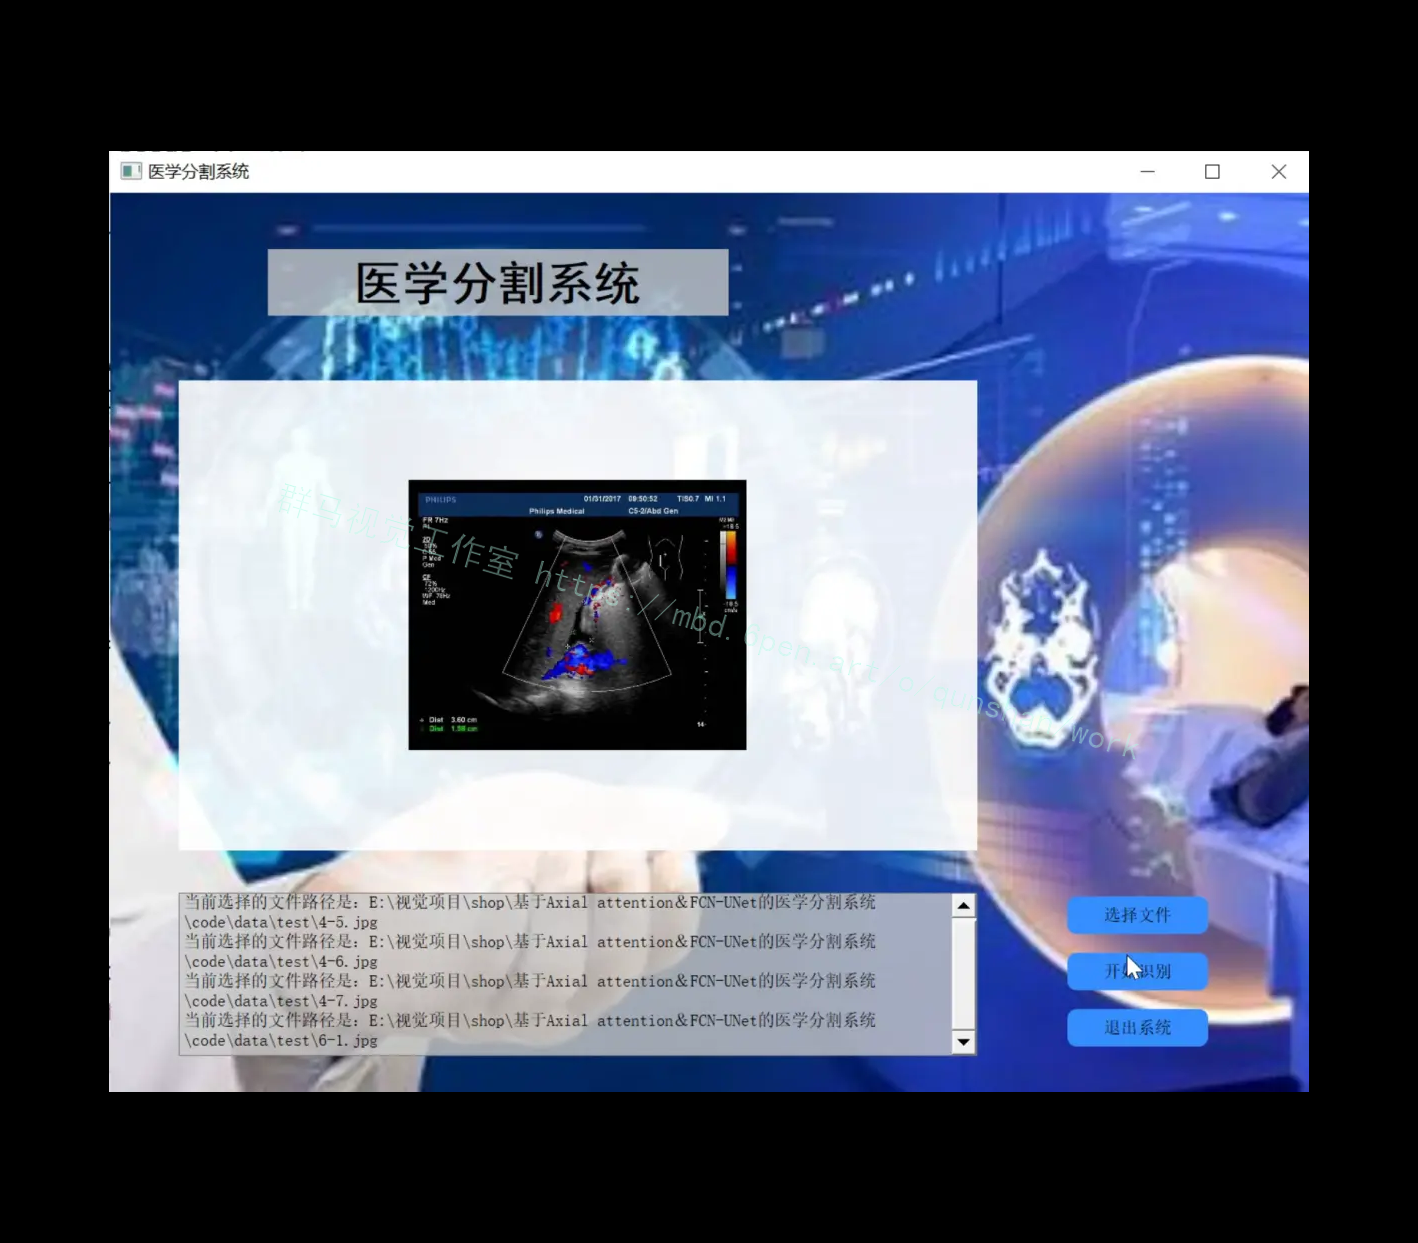 医学分割系统
医学分割系统
PHILIPS
01/31/2017 09:50:52 TIS0.7 MI 1.1
Philips Medical C5-2/Abd Gen
FR 7Hz
2D
P Med
Gen
CF
72%
Med
Dist 3.60 cm
Dist 1.98 cm
14-
群马视觉工作室 https://mbd.
当前选择的文件路径是: E:\视觉项目\shop\基于Axial attention&FCN-UNet的医学分割系统
\code\data\test\4-5.jpg
当前选择的文件路径是: E:\视觉项目\shop\基于Axial attention&FCN-UNet的医学分割系统
\code\data\test\4-6.jpg
当前选择的文件路径是: E:\视觉项目\shop\基于Axial attention&FCN-UNet的医学分割系统
\code\data\test\4-7.jpg
当前选择的文件路径是: E:\视觉项目\shop\基于Axial attention&FCN-UNet的医学分割系统
\code\data\test\6-1.jpg
选择文件
开始识别
退出系统